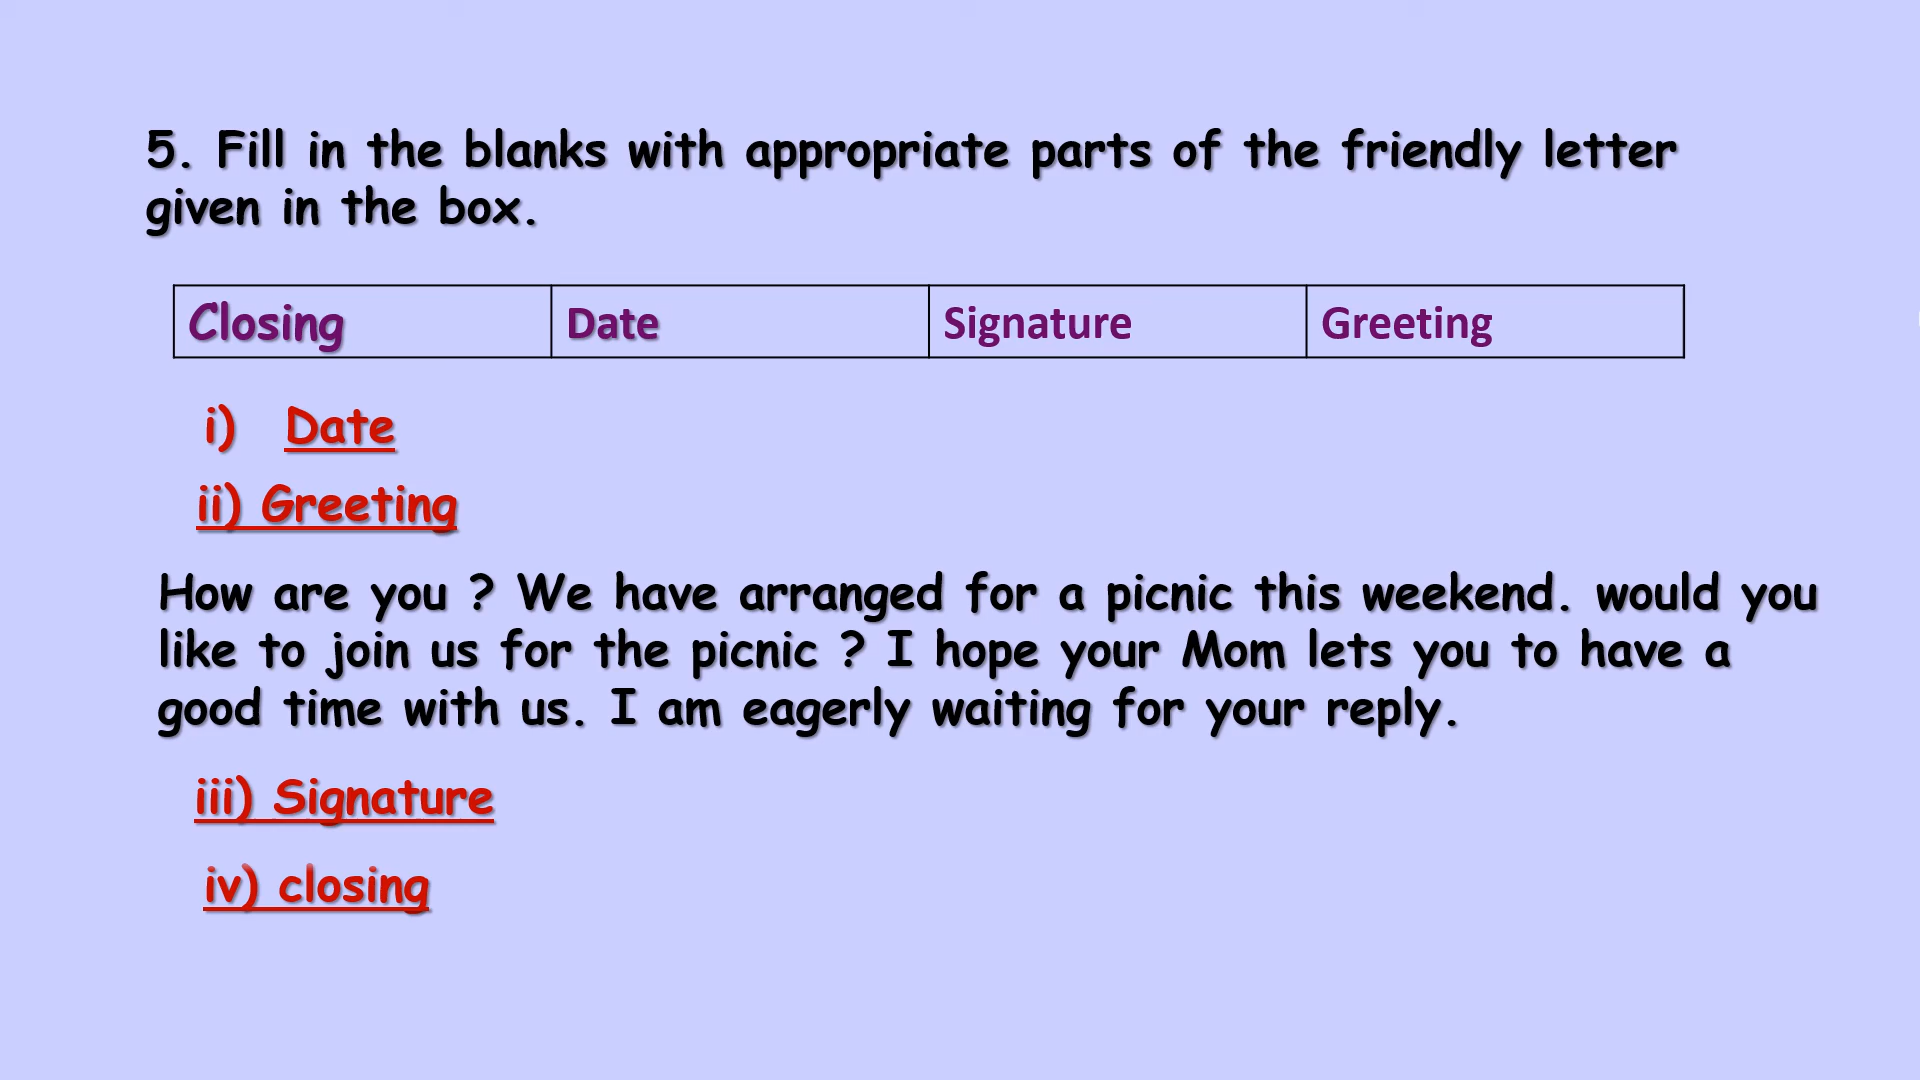 5. Fill in the blanks with appropriate parts of the friendly letter
given in the box.
Closing Date Signature Greeting
i) Date
ii) Greeting
How are you ? We have arranged for a picnic this weekend. would you
like to join us for the picnic ? I hope your Mom lets you to have a
good time with us. I am eagerly waiting for your reply.
iii) Signature
iv) closing